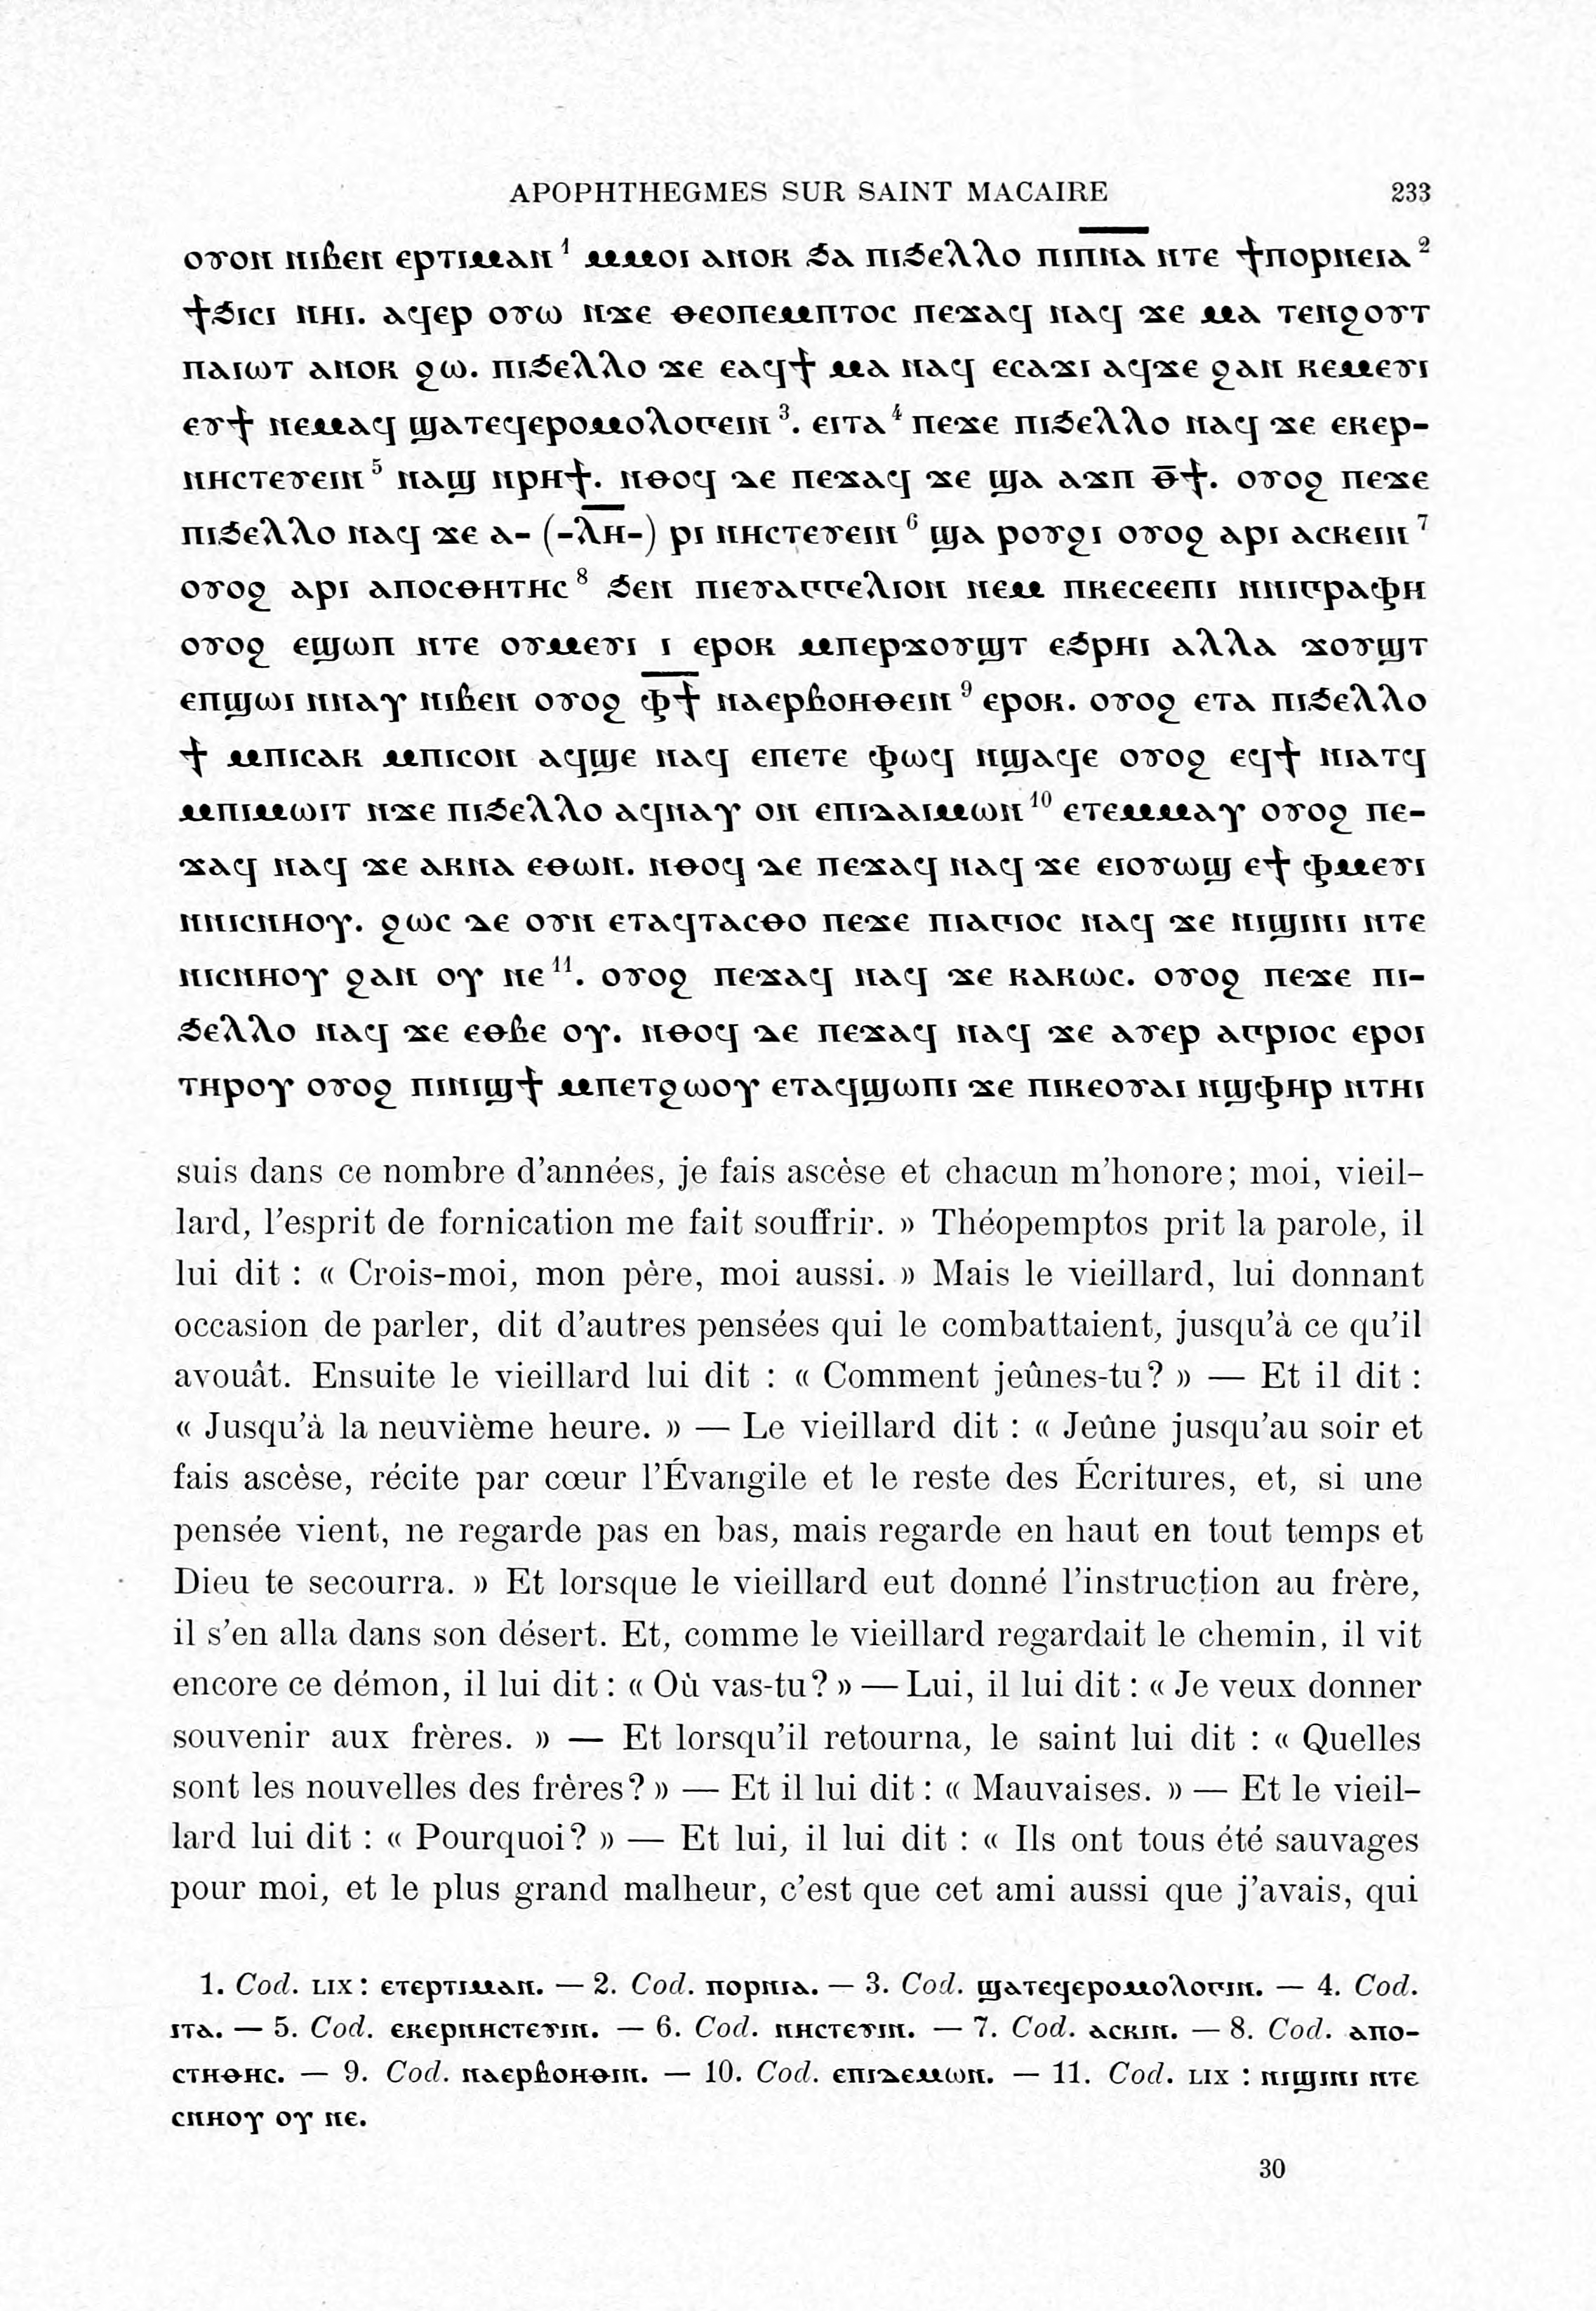 APOPHTHEGMES SUR SAINT MACAIRE 233
ⲟⲩⲟⲛ ⲛⲓⲃⲉⲛ ⲉⲣⲧⲓⲙⲁⲛ ¹ ⲙⲙⲟⲓ ⲁⲛⲟⲕ ϧⲁ ⲡⲓϧⲉⲗⲗⲟ ⲡⲓⲡ̅ⲛ̅ⲁ̅ ⲛⲧⲉ ϯⲡⲟⲣⲛⲉⲓⲁ ²
ϯϧⲓⲥⲓ ⲛⲏⲓ. ⲁϥⲉⲣ ⲟⲩⲱ ⲛϫⲉ ⲑⲉⲟⲡⲉⲙⲡⲧⲟⲥ ⲡⲉϫⲁϥ ⲛⲁϥ ϫⲉ ⲙⲁ ⲧⲉⲛϩⲟⲩⲧ
ⲡⲁⲓⲱⲧ ⲁⲛⲟⲕ ϩⲱ. ⲡⲓϧⲉⲗⲗⲟ ϫⲉ ⲉⲁϥϯ ⲙⲁ ⲛⲁϥ ⲉⲥⲁϫⲓ ⲁϥϫⲉ ϩⲁⲛ ⲕⲉⲙⲉⲩⲓ
ⲉⲩϯ ⲛⲉⲙⲁϥ ϣⲁⲧⲉϥⲉⲣⲟⲙⲟⲗⲟⲅⲉⲓⲛ ³. ⲉⲓⲧⲁ ⁴ ⲡⲉϫⲉ ⲡⲓϧⲉⲗⲗⲟ ⲛⲁϥ ϫⲉ ⲉⲕⲉⲣ-
ⲛⲏⲥⲧⲉⲩⲉⲓⲛ ⁵ ⲛⲁϣ ⲛⲣⲏϯ. ⲛⲑⲟϥ ⲇⲉ ⲡⲉϫⲁϥ ϫⲉ ϣⲁ ⲁϫⲡ ⲑ̅ϯ. ⲟⲩⲟϩ ⲡⲉϫⲉ
ⲡⲓϧⲉⲗⲗⲟ ⲛⲁϥ ϫⲉ ⲁ- (-ⲗ̅ⲏ̅-) ⲣⲓ ⲛⲏⲥⲧⲉⲩⲉⲓⲛ ⁶ ϣⲁ ⲣⲟⲩϩⲓ ⲟⲩⲟϩ ⲁⲣⲓ ⲁⲥⲕⲉⲓⲛ ⁷
ⲟⲩⲟϩ ⲁⲣⲓ ⲁⲡⲟⲥⲑⲏⲧⲏⲥ ⁸ ϧⲉⲛ ⲡⲓⲉⲩⲁⲅⲅⲉⲗⲓⲟⲛ ⲛⲉⲙ ⲡⲕⲉⲥⲉⲉⲡⲓ ⲛⲛⲓⲅⲣⲁⲫⲏ
ⲟⲩⲟϩ ⲉϣⲱⲡ ⲛⲧⲉ ⲟⲩⲙⲉⲩⲓ ⲓ ⲉⲣⲟⲕ ⲙⲡⲉⲣϫⲟⲩϣⲧ ⲉϧⲣⲏⲓ ⲁⲗⲗⲁ ϫⲟⲩϣⲧ
ⲉⲡϣⲱⲓ ⲛⲛⲁⲩ ⲛⲓⲃⲉⲛ ⲟⲩⲟϩ ⲫ̅ϯ̅ ⲛⲁⲉⲣⲃⲟⲏⲑⲉⲓⲛ ⁹ ⲉⲣⲟⲕ. ⲟⲩⲟϩ ⲉⲧⲁ ⲡⲓϧⲉⲗⲗⲟ
ϯ ⲙⲡⲓⲥⲁⲕ ⲙⲡⲓⲥⲟⲛ ⲁϥϣⲉ ⲛⲁϥ ⲉⲡⲉⲧⲉ ⲫⲱϥ ⲛϣⲁϥⲉ ⲟⲩⲟϩ ⲉϥϯ ⲛⲓⲁⲧϥ
ⲙⲡⲓⲙⲱⲓⲧ ⲛϫⲉ ⲡⲓϧⲉⲗⲗⲟ ⲁϥⲛⲁⲩ ⲟⲛ ⲉⲡⲓⲇⲁⲓⲙⲱⲛ ¹⁰ ⲉⲧⲉⲙⲙⲁⲩ ⲟⲩⲟϩ ⲡⲉ-
ϫⲁϥ ⲛⲁϥ ϫⲉ ⲁⲕⲛⲁ ⲉⲑⲱⲛ. ⲛⲑⲟϥ ⲇⲉ ⲡⲉϫⲁϥ ⲛⲁϥ ϫⲉ ⲉⲓⲟⲩⲱϣ ⲉϯ ⲫⲙⲉⲩⲓ
ⲛⲛⲓⲥⲛⲏⲟⲩ. ϩⲱⲥ ⲇⲉ ⲟⲩⲛ ⲉⲧⲁϥⲧⲁⲥⲑⲟ ⲡⲉϫⲉ ⲡⲓⲁⲅⲓⲟⲥ ⲛⲁϥ ϫⲉ ⲛⲓϣⲓⲛⲓ ⲛⲧⲉ
ⲛⲓⲥⲛⲏⲟⲩ ϩⲁⲛ ⲟⲩ ⲛⲉ ¹¹. ⲟⲩⲟϩ ⲡⲉϫⲁϥ ⲛⲁϥ ϫⲉ ⲕⲁⲕⲱⲥ. ⲟⲩⲟϩ ⲡⲉϫⲉ ⲡⲓ-
ϧⲉⲗⲗⲟ ⲛⲁϥ ϫⲉ ⲉⲑⲃⲉ ⲟⲩ. ⲛⲑⲟϥ ⲇⲉ ⲡⲉϫⲁϥ ⲛⲁϥ ϫⲉ ⲁⲩⲉⲣ ⲁⲅⲣⲓⲟⲥ ⲉⲣⲟⲓ
ⲧⲏⲣⲟⲩ ⲟⲩⲟϩ ⲡⲓⲛⲓϣϯ ⲙⲡⲉⲧϩⲱⲟⲩ ⲉⲧⲁϥϣⲱⲡⲓ ϫⲉ ⲡⲓⲕⲉⲟⲩⲁⲓ ⲛϣⲫⲏⲣ ⲛⲧⲏⲓ
suis dans ce nombre d'années, je fais ascèse et chacun m'honore; moi, vieil-
lard, l'esprit de fornication me fait souffrir. » Théopemptos prit la parole, il
lui dit : « Crois-moi, mon père, moi aussi. » Mais le vieillard, lui donnant
occasion de parler, dit d'autres pensées qui le combattaient, jusqu'à ce qu'il
avouât. Ensuite le vieillard lui dit : « Comment jeûnes-tu? » — Et il dit :
« Jusqu'à la neuvième heure. » — Le vieillard dit : « Jeûne jusqu'au soir et
fais ascèse, récite par cœur l'Évangile et le reste des Écritures, et, si une
pensée vient, ne regarde pas en bas, mais regarde en haut en tout temps et
Dieu te secourra. » Et lorsque le vieillard eut donné l'instruction au frère,
il s'en alla dans son désert. Et, comme le vieillard regardait le chemin, il vit
encore ce démon, il lui dit : « Où vas-tu? » — Lui, il lui dit : « Je veux donner
souvenir aux frères. » — Et lorsqu'il retourna, le saint lui dit : « Quelles
sont les nouvelles des frères? » — Et il lui dit : « Mauvaises. » — Et le vieil-
lard lui dit : « Pourquoi? » — Et lui, il lui dit : « Ils ont tous été sauvages
pour moi, et le plus grand malheur, c'est que cet ami aussi que j'avais, qui
1. Cod. LIX : ⲉⲧⲉⲣⲧⲓⲙⲁⲛ. — 2. Cod. ⲡⲟⲣⲛⲓⲁ. — 3. Cod. ϣⲁⲧⲉϥⲉⲣⲟⲙⲟⲗⲟⲅⲓⲛ. — 4. Cod.
ⲓⲧⲁ. — 5. Cod. ⲉⲕⲉⲣⲛⲏⲥⲧⲉⲩⲓⲛ. — 6. Cod. ⲛⲏⲥⲧⲉⲩⲓⲛ. — 7. Cod. ⲁⲥⲕⲓⲛ. — 8. Cod. ⲁⲡⲟ-
ⲥⲧⲏⲑⲏⲥ. — 9. Cod. ⲛⲁⲉⲣⲃⲟⲏⲑⲓⲛ. — 10. Cod. ⲉⲡⲓⲇⲉⲙⲱⲛ. — 11. Cod. LIX : ⲛⲓϣⲓⲛⲓ ⲛⲧⲉ
ⲥⲛⲏⲟⲩ ⲟⲩ ⲛⲉ.
30